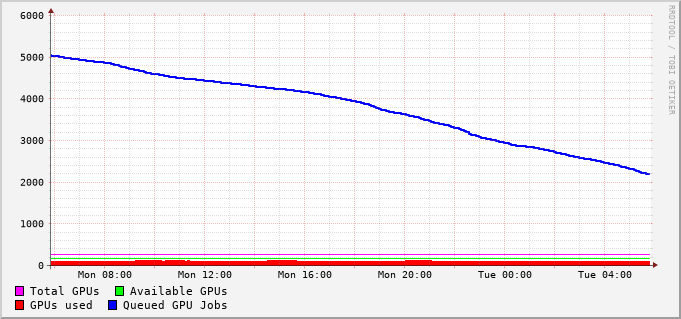 6000
5000
4000
3000
2000
1000
0
Mon 08:00 Mon 12:00 Mon 16:00 Mon 20:00 Tue 00:00 Tue 04:00
Total GPUs Available GPUs
GPUs used Queued GPU Jobs
RRDTOOL / TOBI OETIKER